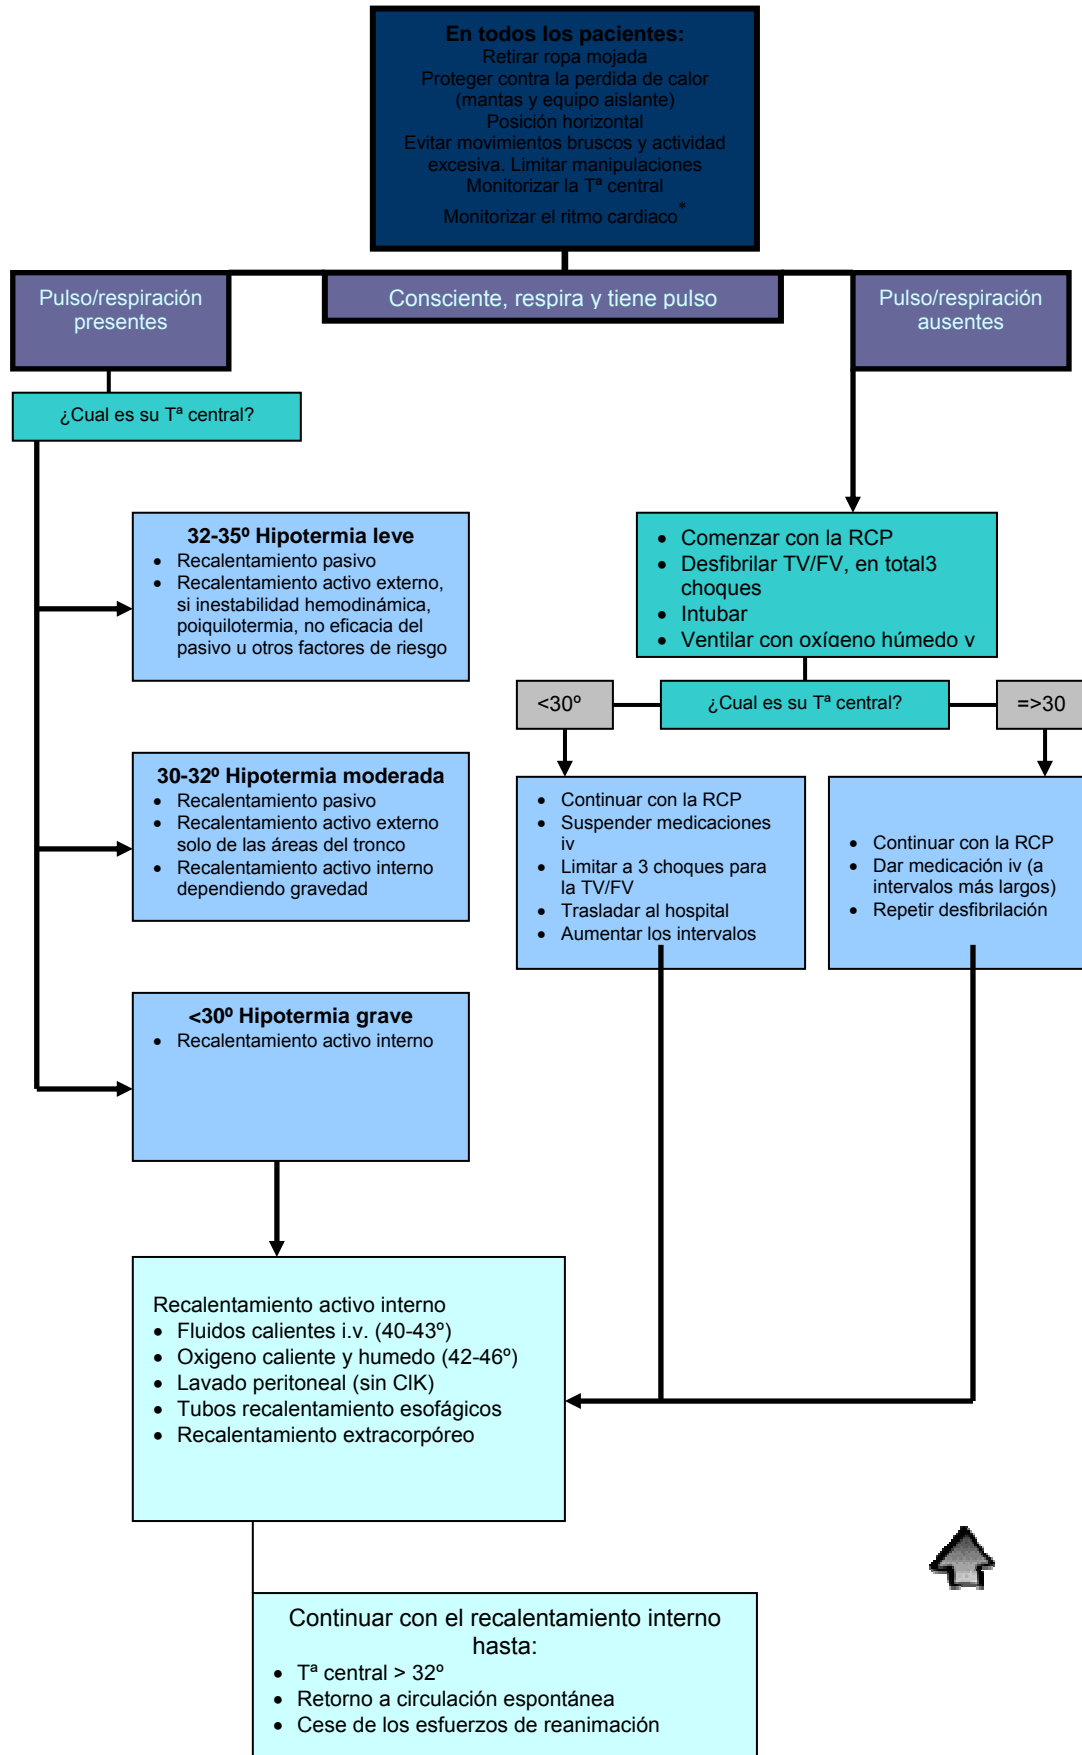 En todos los pacientes:
Retirar ropa mojada
Proteger contra la perdida de calor
(mantas y equipo aislante)
Posición horizontal
Evitar movimientos bruscos y actividad
excesiva. Limitar manipulaciones
Monitorizar la Tª central
Monitorizar el ritmo cardiaco*
Pulso/respiración
presentes
Consciente, respira y tiene pulso
Pulso/respiración
ausentes
¿Cual es su Tª central?
32-35º Hipotermia leve
• Recalentamiento pasivo
• Recalentamiento activo externo,
si inestabilidad hemodinámica,
poiquilotermia, no eficacia del
pasivo u otros factores de riesgo
30-32º Hipotermia moderada
• Recalentamiento pasivo
• Recalentamiento activo externo
solo de las áreas del tronco
• Recalentamiento activo interno
dependiendo gravedad
<30º Hipotermia grave
• Recalentamiento activo interno
• Comenzar con la RCP
• Desfibrilar TV/FV, en total3
choques
• Intubar
• Ventilar con oxígeno húmedo y
<30º
¿Cual es su Tª central?
=>30
• Continuar con la RCP
• Suspender medicaciones
iv
• Limitar a 3 choques para
la TV/FV
• Trasladar al hospital
• Aumentar los intervalos
• Continuar con la RCP
• Dar medicación iv (a
intervalos más largos)
• Repetir desfibrilación
Recalentamiento activo interno
• Fluidos calientes i.v. (40-43º)
• Oxigeno caliente y humedo (42-46º)
• Lavado peritoneal (sin ClK)
• Tubos recalentamiento esofágicos
• Recalentamiento extracorpóreo
Continuar con el recalentamiento interno
hasta:
• Tª central > 32º
• Retorno a circulación espontánea
• Cese de los esfuerzos de reanimación